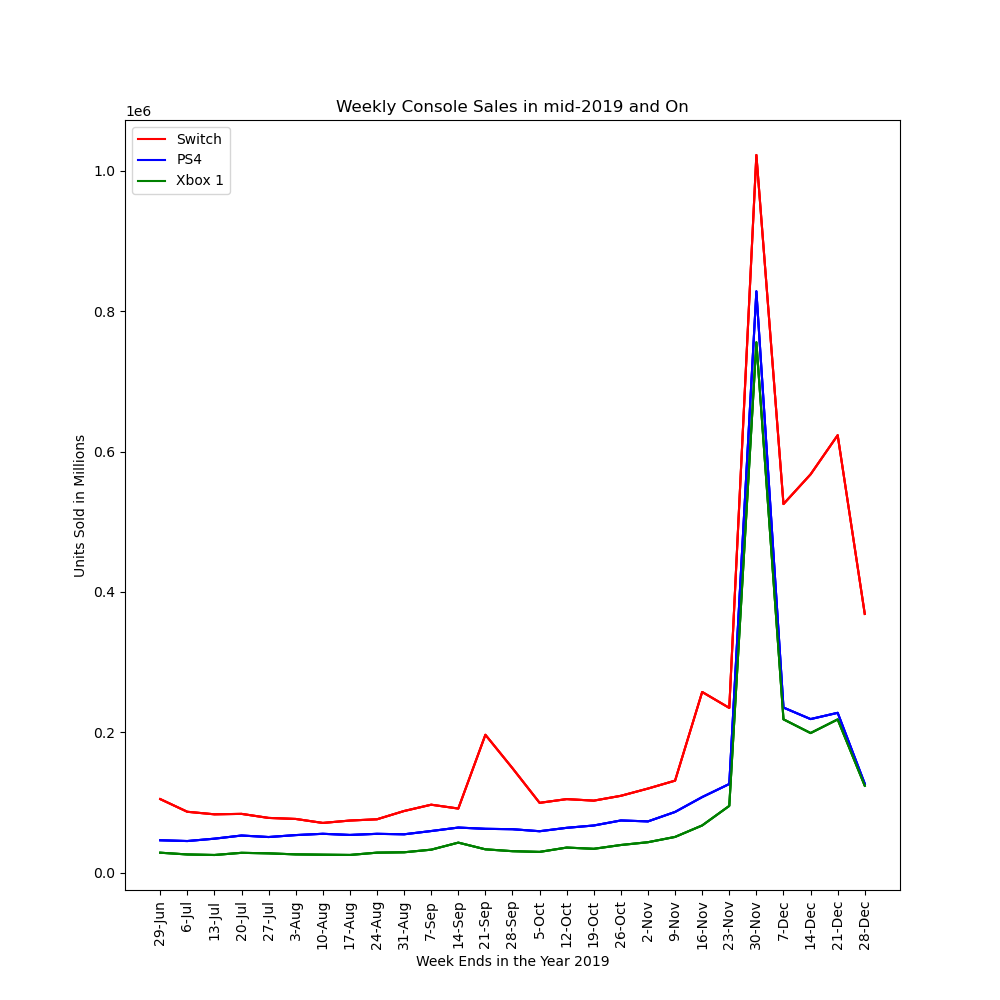 Weekly Console Sales in mid-2019 and On
1e6
Switch
PS4
Xbox 1
1.0
0.8
0.6
0.4
0.2
0.0
Units Sold in Millions
29-Jun
6-Jul
13-Jul
20-Jul
27-Jul
3-Aug
10-Aug
17-Aug
24-Aug
31-Aug
7-Sep
14-Sep
21-Sep
28-Sep
5-Oct
12-Oct
19-Oct
26-Oct
2-Nov
9-Nov
16-Nov
23-Nov
30-Nov
7-Dec
14-Dec
21-Dec
28-Dec
Week Ends in the Year 2019